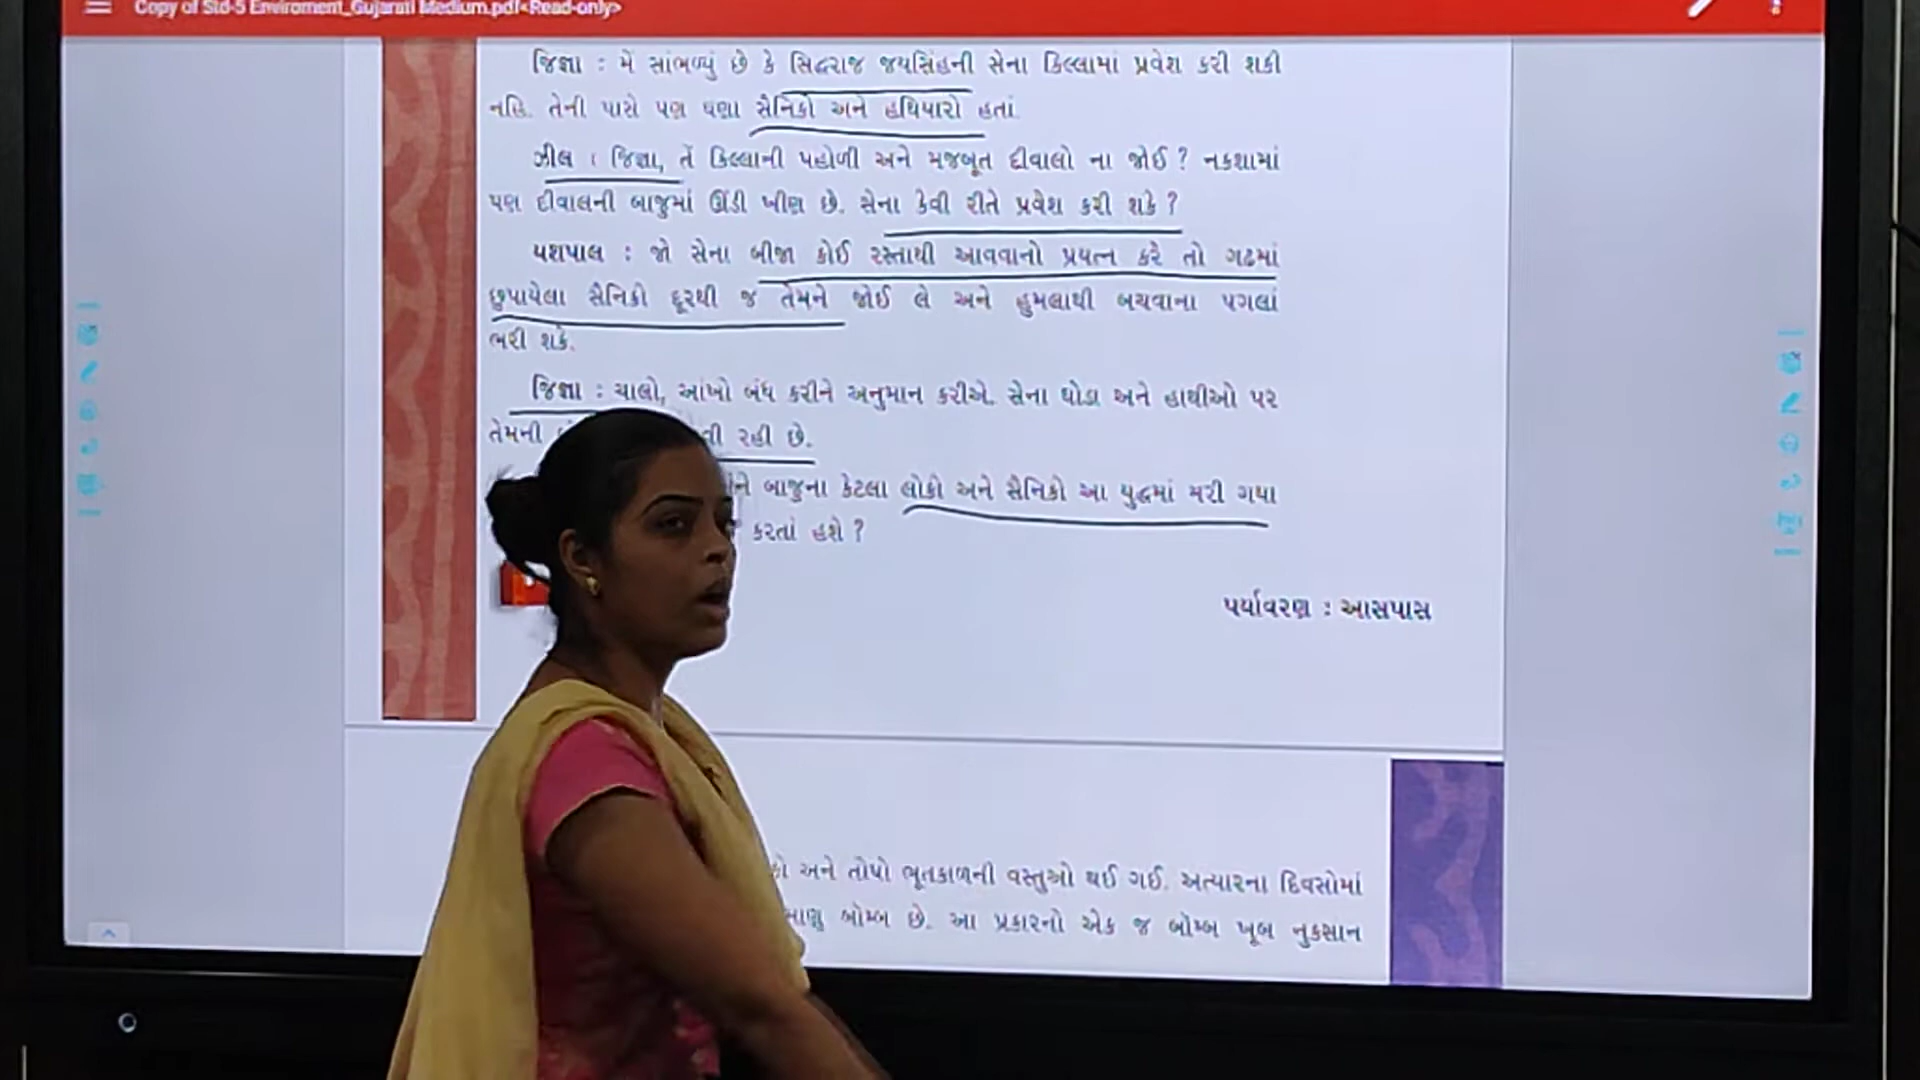 Copy of Std-5 Enviroment_Gujarati Medium.pdf<Read-only>
જિજ્ઞા : મેં સાંભળ્યું છે કે સિદ્ધરાજ જયસિંહની સેના કિલ્લામાં પ્રવેશ કરી શકી
નહિ. તેની પાસે પણ ઘણા સૈનિકો અને હથિયારો હતાં
ઝીલ : જિજ્ઞા, તેં કિલ્લાની પહોળી અને મજબૂત દીવાલો ના જોઈ ? નકશામાં
પણ દીવાલની બાજુમાં ઊંડી ખીણ છે. સેના કેવી રીતે પ્રવેશ કરી શકે ?
યશપાલ : જો સેના બીજા કોઈ રસ્તાથી આવવાનો પ્રયત્ન કરે તો ગઢમાં
છુપાયેલા સૈનિકો દૂરથી જ તેમને જોઈ લે અને હુમલાથી બચવાના પગલાં
ભરી શકે.
જિજ્ઞા : ચાલો, આંખો બંધ કરીને અનુમાન કરીએ. સેના ઘોડા અને હાથીઓ પર
તેમની રહી છે.
બાજુના કેટલા લોકો અને સૈનિકો આ યુદ્ધમાં મરી ગયા
કરતાં હશે ?
પર્યાવરણ : આસપાસ
અને તોપો ભૂતકાળની વસ્તુઓ થઈ ગઈ. અત્યારના દિવસોમાં
બોમ્બ છે. આ પ્રકારનો એક જ બોમ્બ ખૂબ નુકસાન